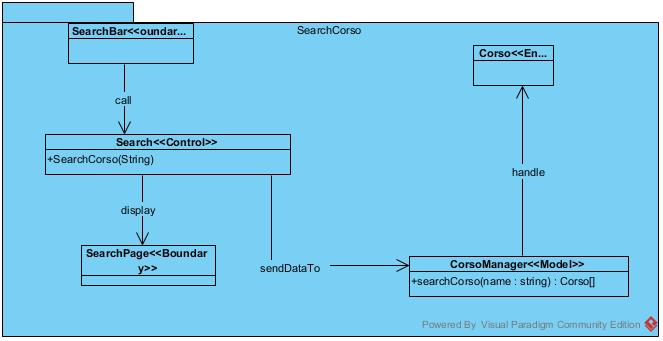 SearchCorso
SearchBar<<oundar...
Corso<<En...
call
Search<<Control>>
+SearchCorso(String)
handle
display
SearchPage<<Boundar
y>>
sendDataTo
CorsoManager<<Model>>
+searchCorso(name : string) : Corso[]
Powered By Visual Paradigm Community Edition